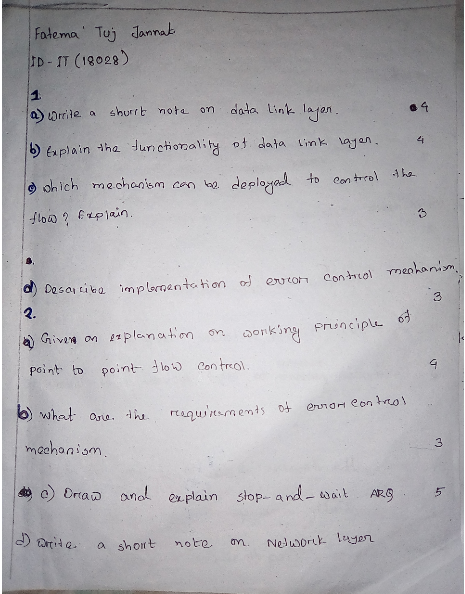 Fatema Tuj Jannat
ID - IT (18028)
1.
a) Write a short note on data link layer. 4
b) Explain the functionality of data link layer. 4
c) which mechanism can be deployed to control the
flow? Explain. 3
d) Describe implementation of error control mechanism. 3
2.
a) Given an explanation on working principle of
point to point flow control. 4
b) what are the requirements of error control
mechanism. 3
c) Draw and explain stop-and-wait ARQ. 5
d) write a short note on Network layer